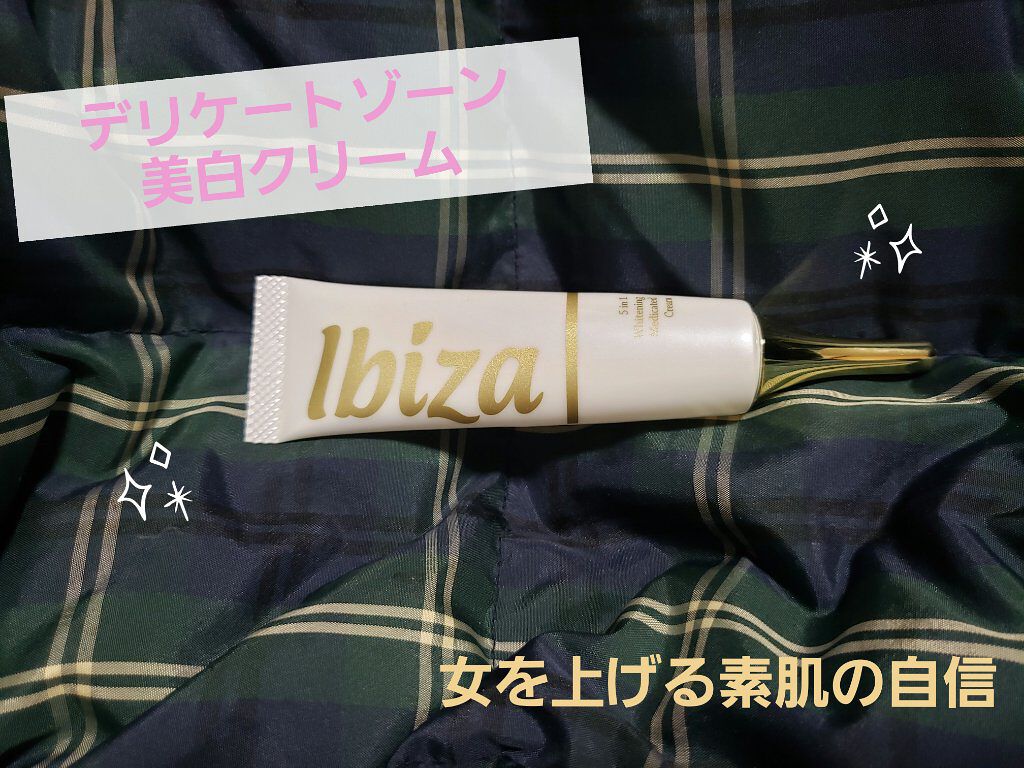 デリケートゾーン
美白クリーム
Ibiza
5 in 1
Whitening
Medicated
Cream
女を上げる素肌の自信